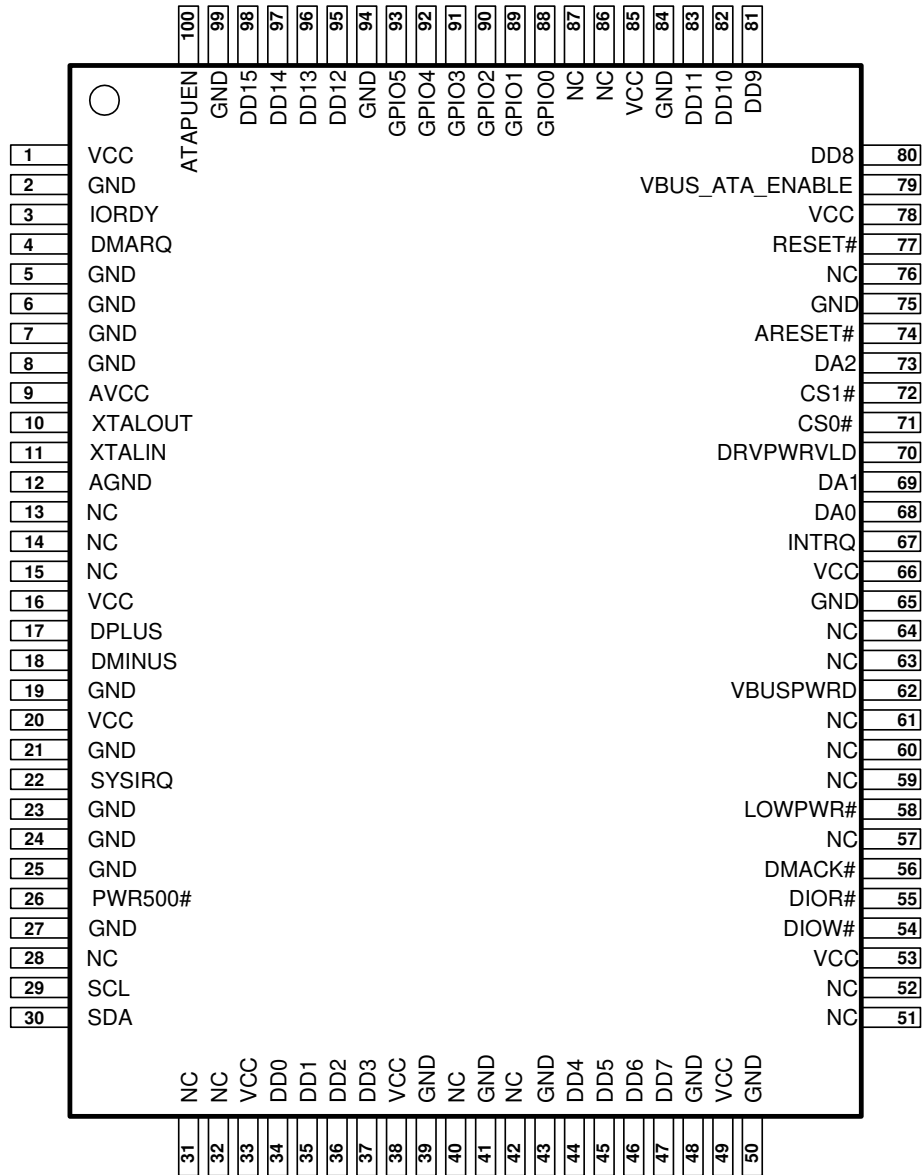 100 99 98 97 96 95 94 93 92 91 90 89 88 87 86 85 84 83 82 81
ATAPUEN GND DD15 DD14 DD13 DD12 GND GPIO5 GPIO4 GPIO3 GPIO2 GPIO1 GPIO0 NC NC VCC GND DD11 DD10 DD9
1 VCC DD8 80
2 GND VBUS_ATA_ENABLE 79
3 IORDY VCC 78
4 DMARQ RESET# 77
5 GND NC 76
6 GND GND 75
7 GND ARESET# 74
8 GND DA2 73
9 AVCC CS1# 72
10 XTALOUT CS0# 71
11 XTALIN DRVPWRVLD 70
12 AGND DA1 69
13 NC DA0 68
14 NC INTRQ 67
15 NC VCC 66
16 VCC GND 65
17 DPLUS NC 64
18 DMINUS NC 63
19 GND VBUSPWRD 62
20 VCC NC 61
21 GND NC 60
22 SYSIRQ NC 59
23 GND LOWPWR# 58
24 GND NC 57
25 GND DMACK# 56
26 PWR500# DIOR# 55
27 GND DIOW# 54
28 NC VCC 53
29 SCL NC 52
30 SDA NC 51
NC NC VCC DD0 DD1 DD2 DD3 VCC GND NC GND NC GND DD4 DD5 DD6 DD7 GND VCC GND
31 32 33 34 35 36 37 38 39 40 41 42 43 44 45 46 47 48 49 50